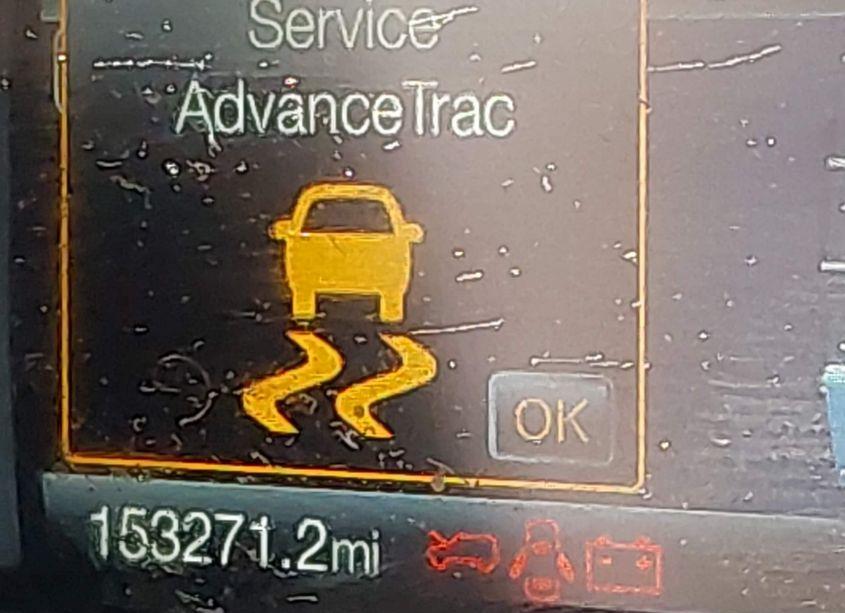 Service
AdvanceTrac
OK
153271.2mi